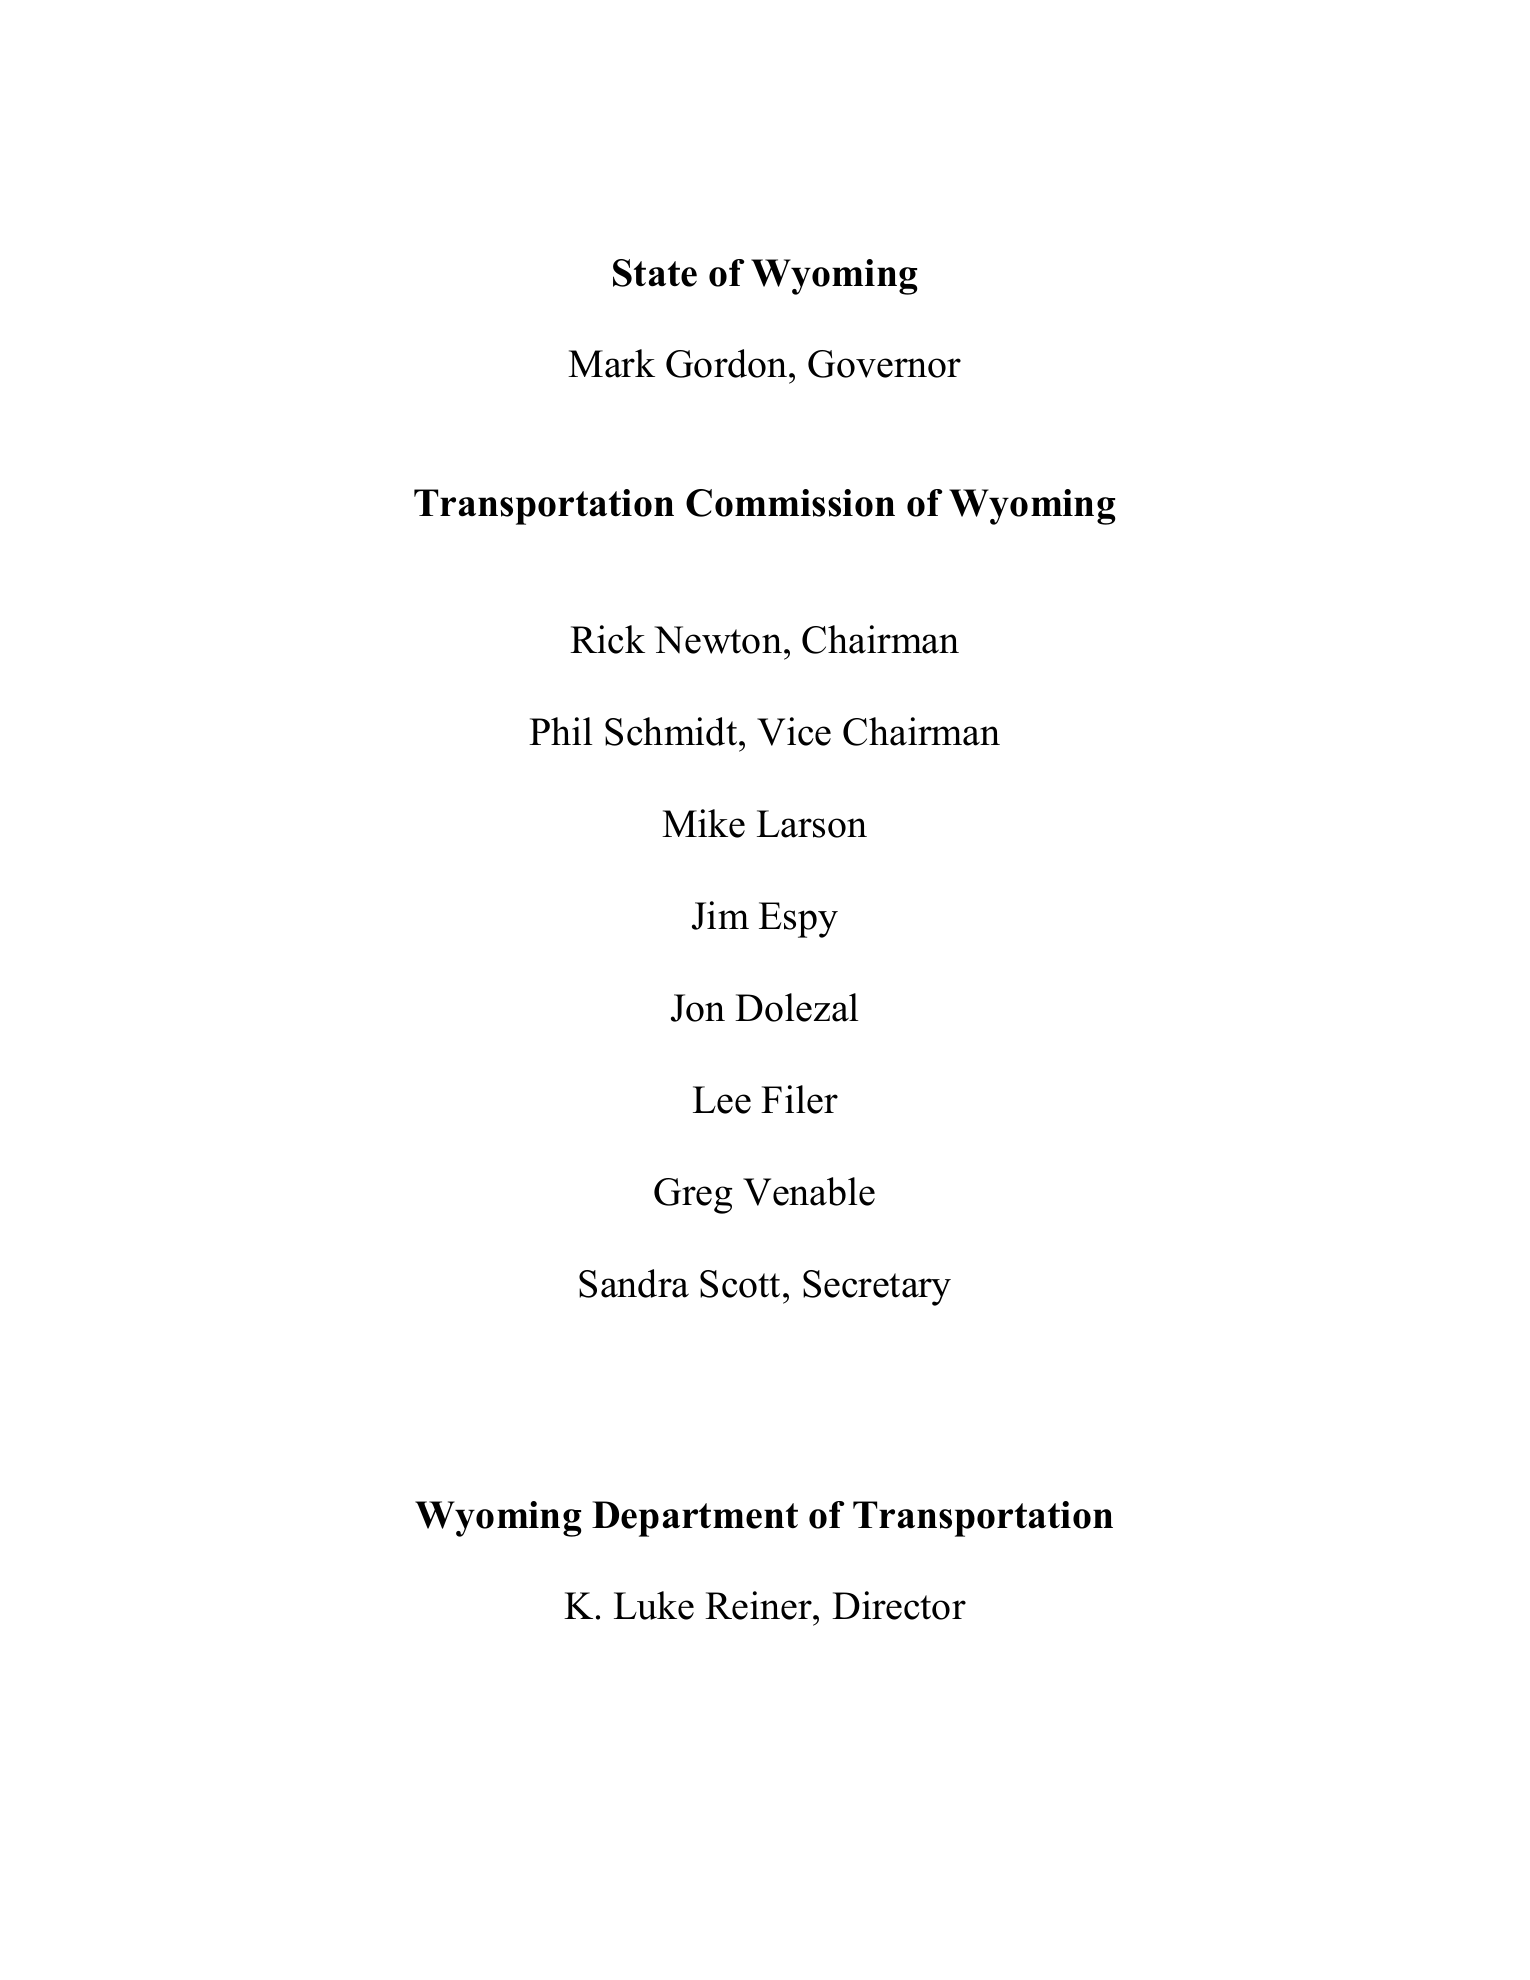 State of Wyoming
Mark Gordon, Governor
Transportation Commission of Wyoming
Rick Newton, Chairman
Phil Schmidt, Vice Chairman
Mike Larson
Jim Espy
Jon Dolezal
Lee Filer
Greg Venable
Sandra Scott, Secretary
Wyoming Department of Transportation
K. Luke Reiner, Director